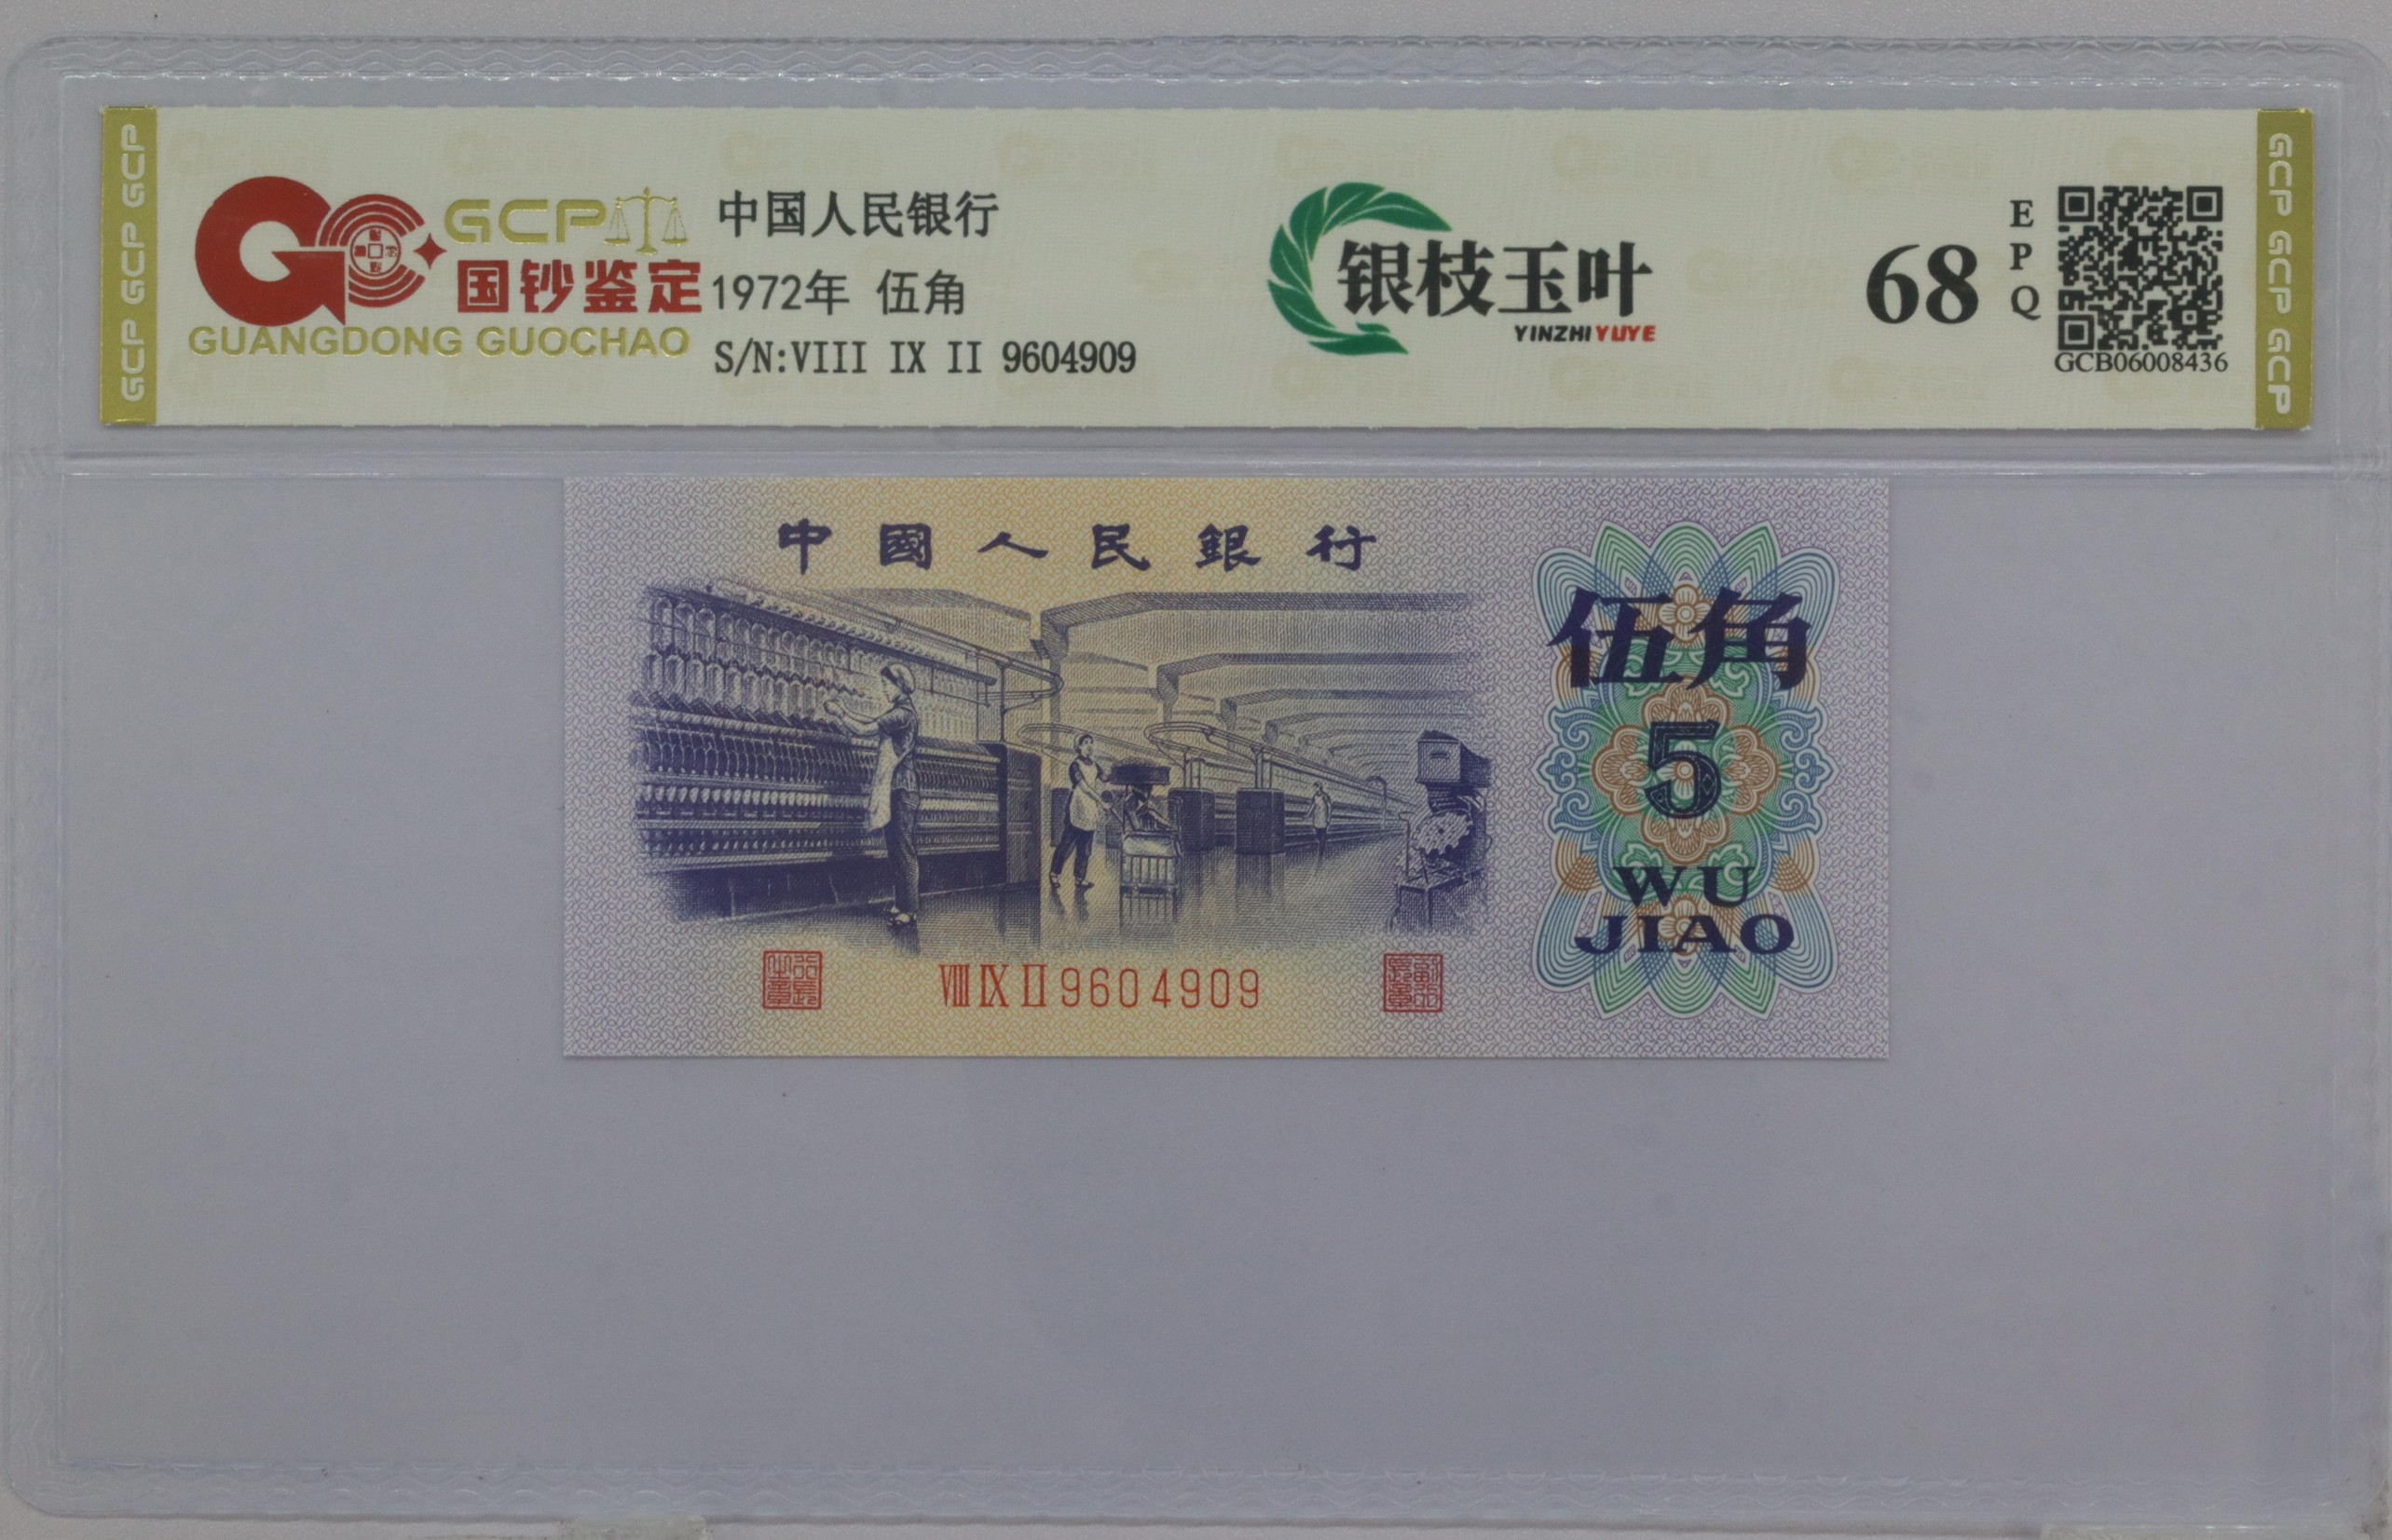 GCP GCP GCP
GCP 国钞鉴定
GUANGDONG GUOCHAO
中国人民银行
1972年 伍角
S/N:VIII IX II 9604909
银枝玉叶
YINZHIYUYE
68
EPQ
GCB06008436
GCP GCP GCP
中國人民銀行
伍角
5
WU
JIAO
VIII IX II 9604909